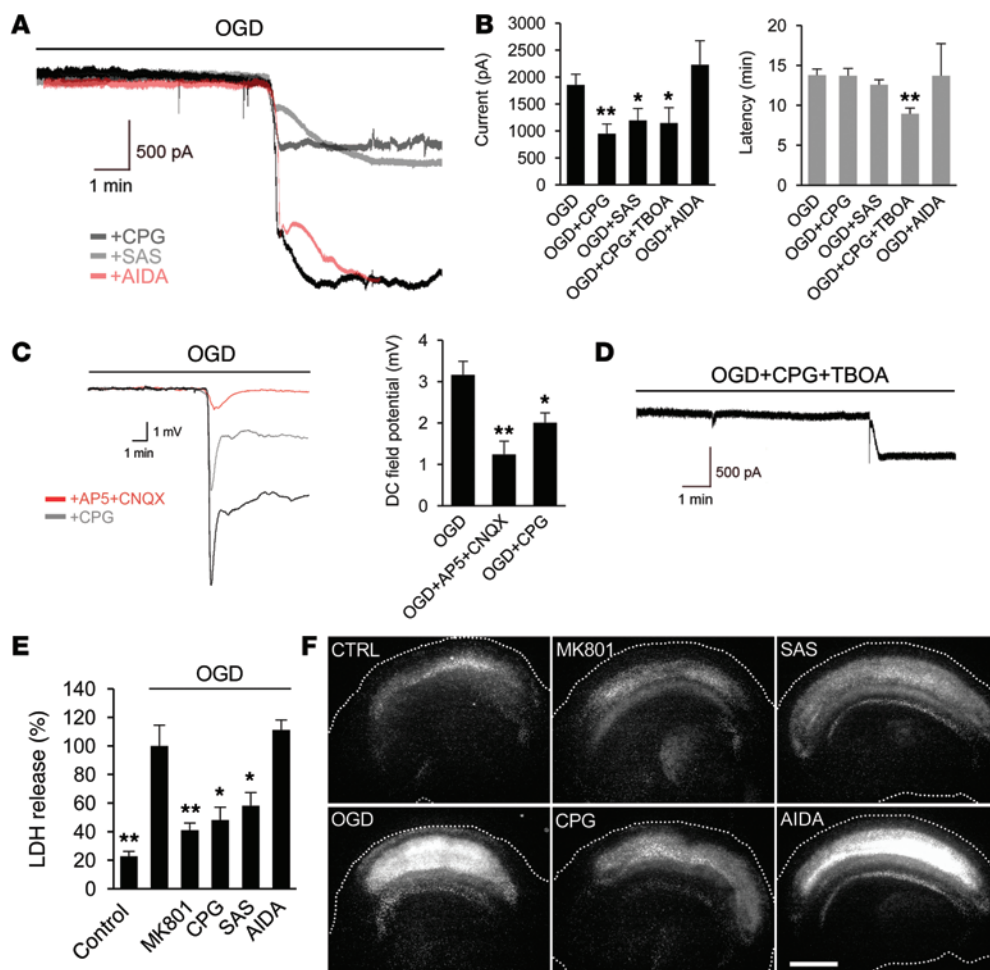 A
OGD
500 pA
1 min
+CPG
+SAS
+AIDA
B
Current (pA)
3000
2500
2000
1500
1000
500
0
**
*
*
OGD
OGD+CPG
OGD+SAS
OGD+CPG+TBOA
OGD+AIDA
Latency (min)
20
15
10
5
0
**
OGD
OGD+CPG
OGD+SAS
OGD+CPG+TBOA
OGD+AIDA
C
OGD
1 mV
1 min
+AP5+CNQX
+CPG
DC field potential (mV)
4
3
2
1
0
**
*
OGD
OGD+AP5+CNQX
OGD+CPG
D
OGD+CPG+TBOA
500 pA
1 min
E
OGD
LDH release (%)
140
120
100
80
60
40
20
0
**
**
*
*
Control
MK801
CPG
SAS
AIDA
F
CTRL
MK801
SAS
OGD
CPG
AIDA